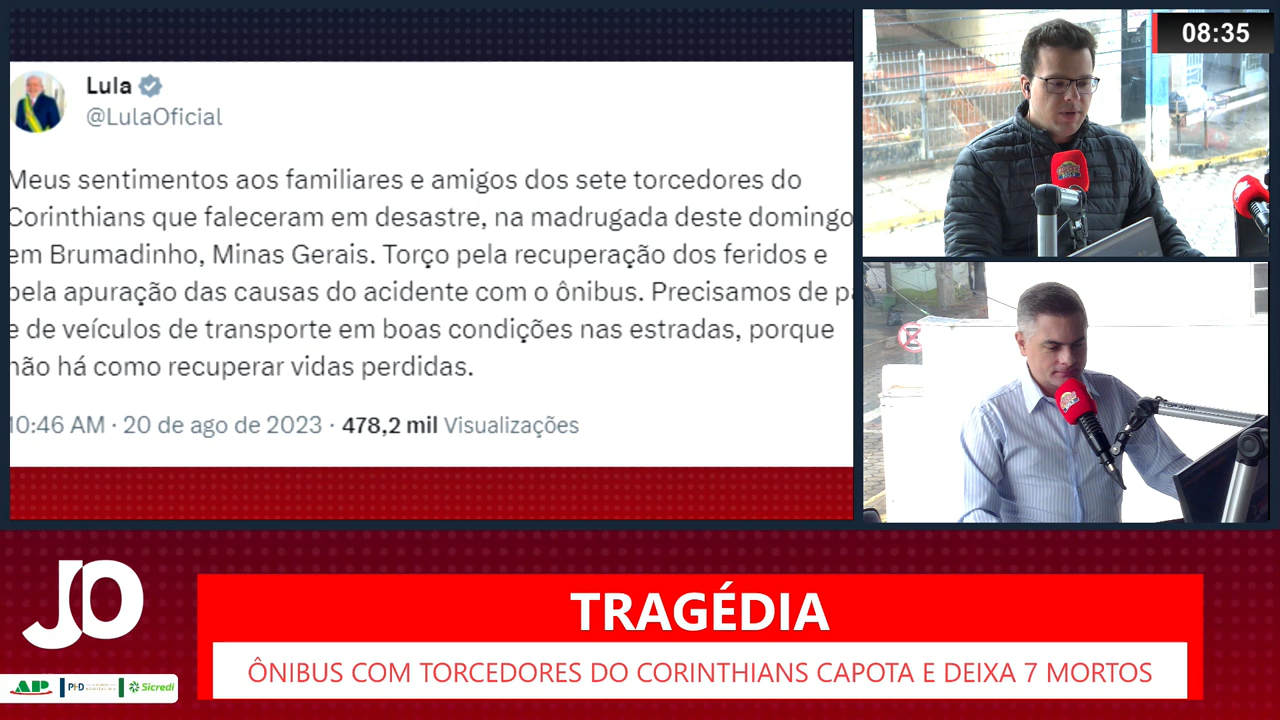 Lula
@LulaOficial
Meus sentimentos aos familiares e amigos dos sete torcedores do
Corinthians que faleceram em desastre, na madrugada deste domingo
em Brumadinho, Minas Gerais. Torço pela recuperação dos feridos e
pela apuração das causas do acidente com o ônibus. Precisamos de pa
e de veículos de transporte em boas condições nas estradas, porque
não há como recuperar vidas perdidas.
10:46 AM · 20 de ago de 2023 · 478,2 mil Visualizações
08:35
JO
TRAGÉDIA
ÔNIBUS COM TORCEDORES DO CORINTHIANS CAPOTA E DEIXA 7 MORTOS
AP
PHD
Sicredi